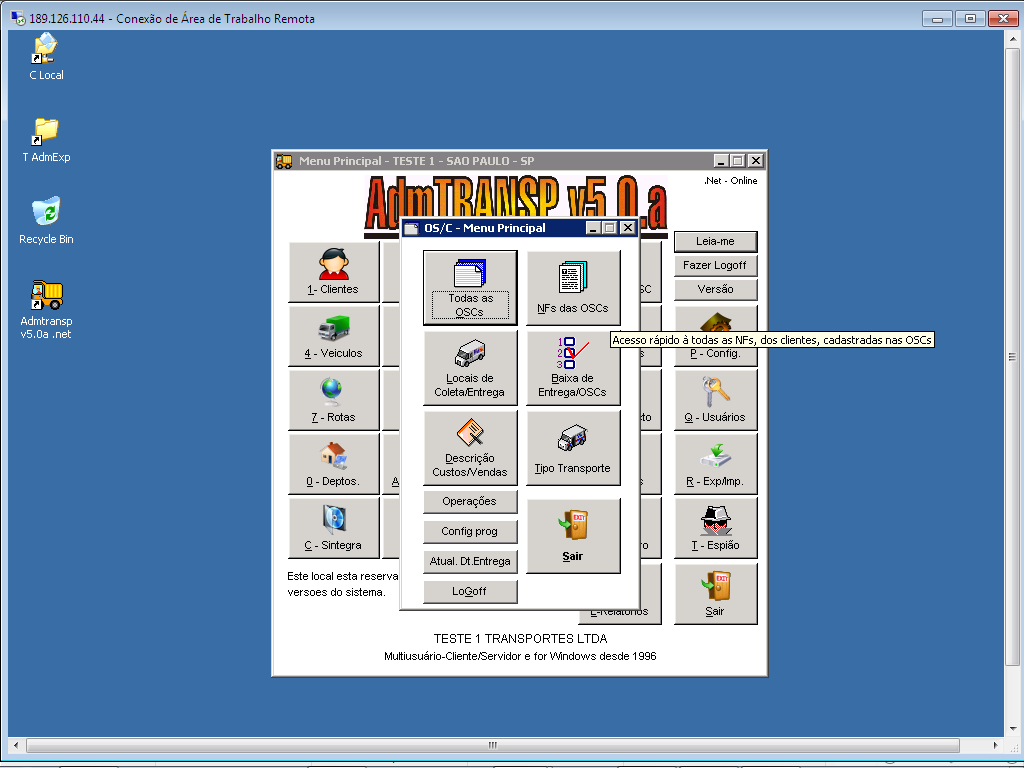 189.126.110.44 - Conexão de Área de Trabalho Remota
C Local
T AdmExp
Recycle Bin
Admtransp
v5.0a .net
Menu Principal - TESTE 1 - SAO PAULO - SP
AdmTRANSP v5.0.a
.Net - Online
OS/C - Menu Principal
Leia-me
Fazer Logoff
Versão
1- Clientes
4 - Veiculos
7 - Rotas
0 - Deptos.
C - Sintegra
Todas as
OSCs
NFs das OSCs
Locais de
Coleta/Entrega
1
2
3
Baixa de
Entrega/OSCs
Descrição
Custos/Vendas
Tipo Transporte
Operações
Config prog
Atual. Dt.Entrega
LoGoff
EXIT
Sair
Acesso rápido à todas as NFs, dos clientes, cadastradas nas OSCs
P - Config.
Q - Usuários
R - Exp/Imp.
T - Espião
EXIT
Sair
L-Relatórios
Este local esta reserva
versoes do sistema.
TESTE 1 TRANSPORTES LTDA
Multiusuário-Cliente/Servidor e for Windows desde 1996